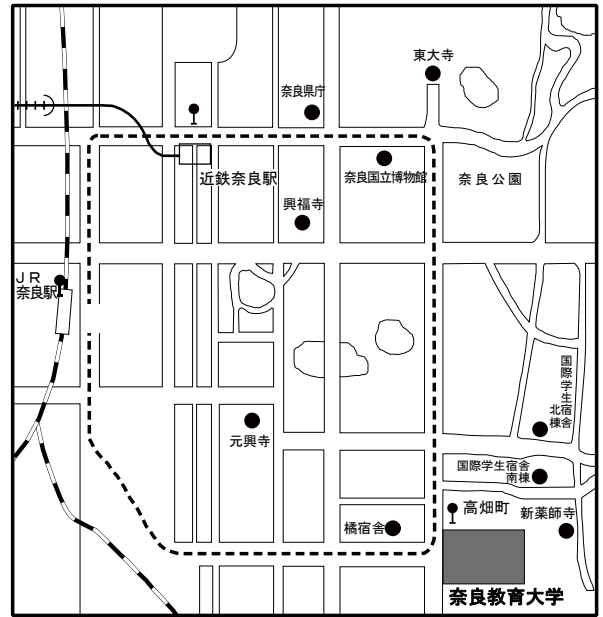 東大寺
奈良県庁
近鉄奈良駅
奈良国立博物館
奈良公園
興福寺
JR
奈良駅
国際学生宿舎
北棟
元興寺
国際学生宿舎
南棟
高畑町
新薬師寺
橘宿舎
奈良教育大学